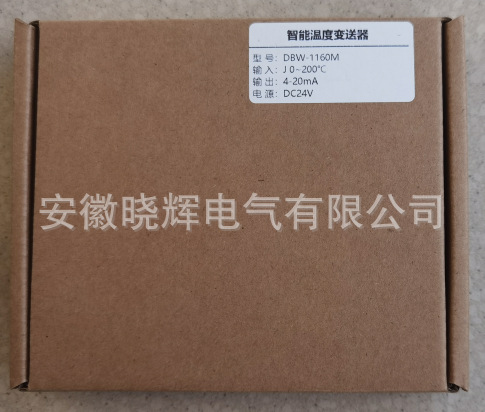 智能温度变送器
型 号：DBW-1160M
输 入：J 0~200℃
输 出：4-20mA
电 源：DC24V
安徽晓辉电气有限公司